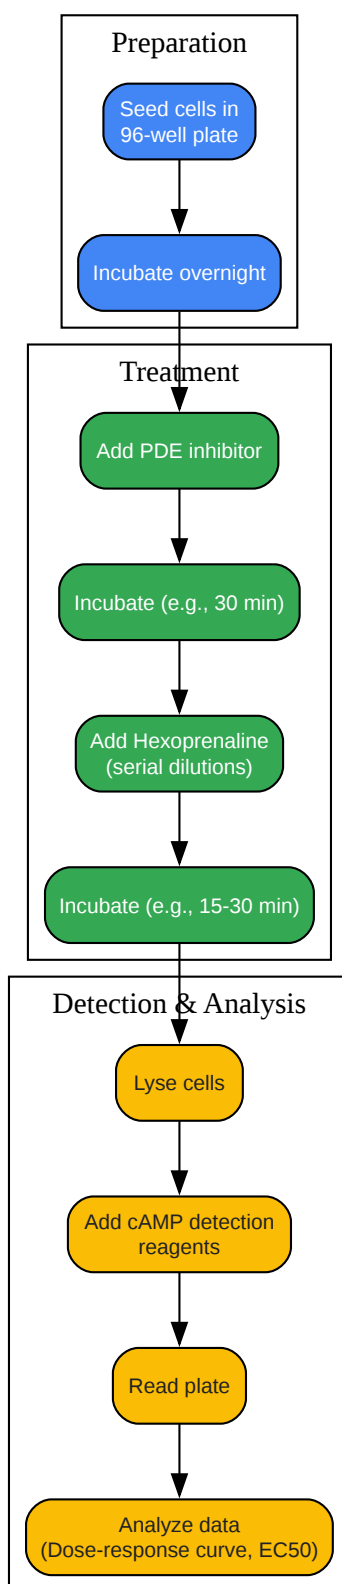 Preparation
Seed cells in
96-well plate
Incubate overnight
Treatment
Add PDE inhibitor
Incubate (e.g., 30 min)
Add Hexoprenaline
(serial dilutions)
Incubate (e.g., 15-30 min)
Detection & Analysis
Lyse cells
Add cAMP detection
reagents
Read plate
Analyze data
(Dose-response curve, EC50)